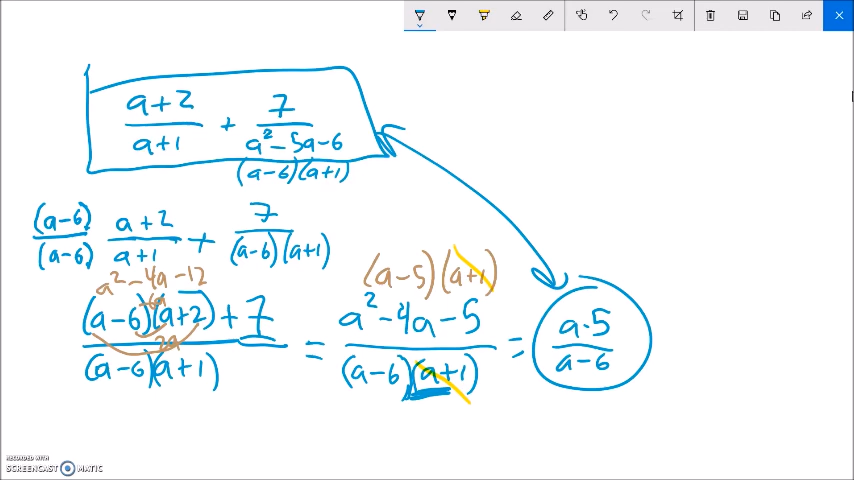 a+2/a+1 + 7/a² - 5a - 6
(a-6)(a+1)
(a-6)/(a-6) a+2/a+1 + 7/(a-6)(a+1)
a² - 4a - 12
-6a
2a
(a-6)(a+2) + 7/(a-6)(a+1) = a² - 4a - 5/(a-6)(a+1) = a·5/a-6
(a-5)(a+1)
RECORDED WITH
SCREENCAST MATIC